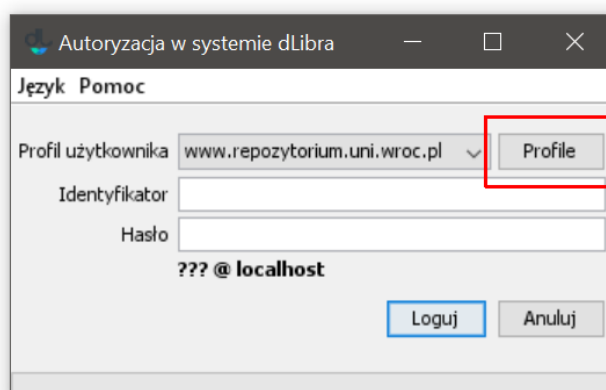 Autoryzacja w systemie dLibra
Język Pomoc
Profil użytkownika www.repozytorium.uni.wroc.pl Profile
Identyfikator
Hasło
??? @ localhost
Loguj Anuluj